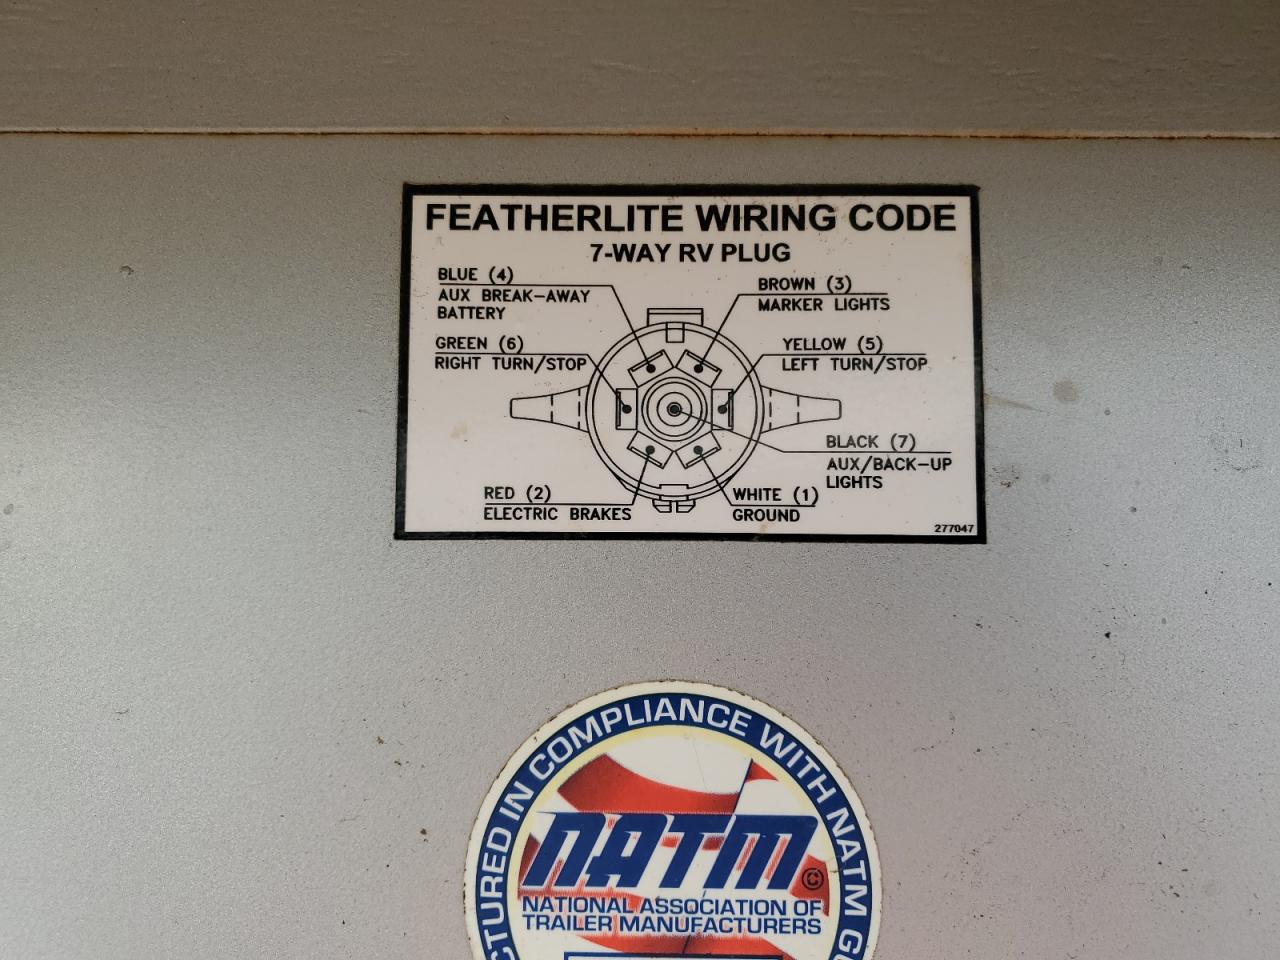 FEATHERLITE WIRING CODE
7-WAY RV PLUG
BLUE (4)
AUX BREAK-AWAY
BATTERY
BROWN (3)
MARKER LIGHTS
GREEN (6)
RIGHT TURN/STOP
YELLOW (5)
LEFT TURN/STOP
BLACK (7)
AUX/BACK-UP
LIGHTS
RED (2)
ELECTRIC BRAKES
WHITE (1)
GROUND
277047
CTURED IN COMPLIANCE WITH NATM GU
NATM©
NATIONAL ASSOCIATION OF
TRAILER MANUFACTURERS